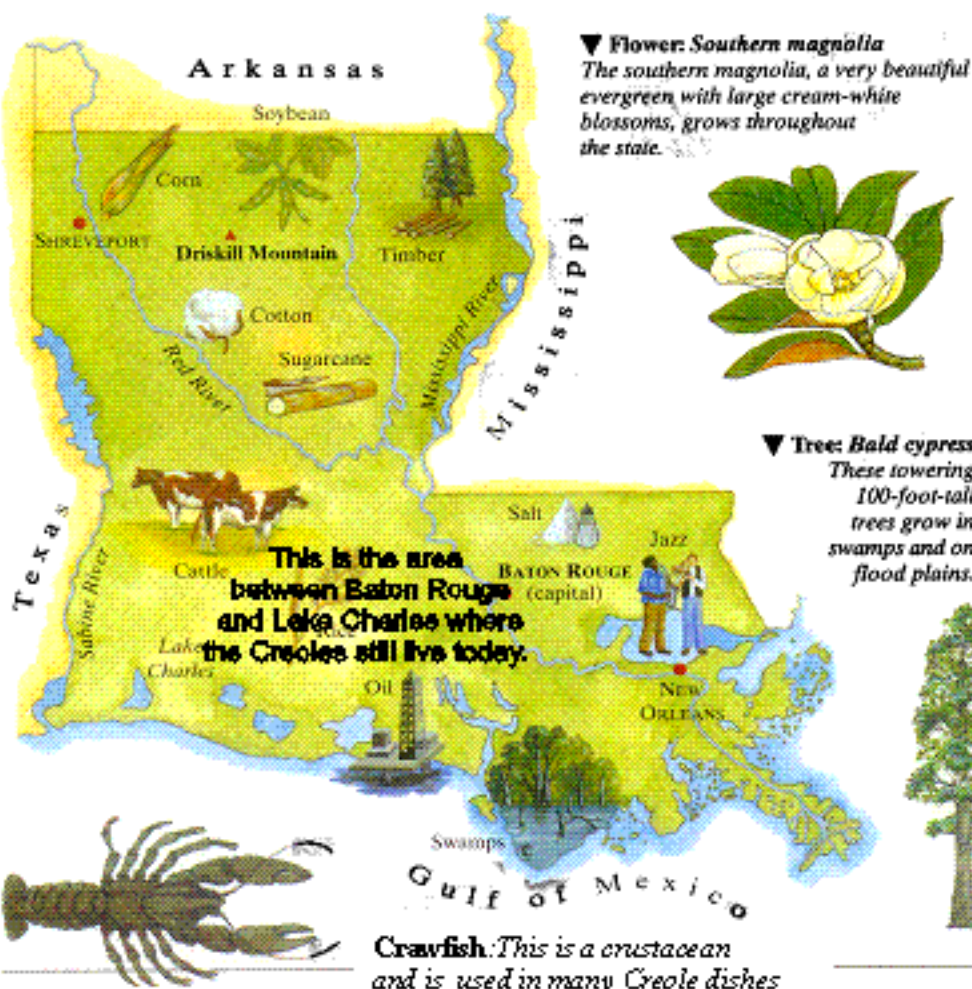 Arkansas
▼ Flower: Southern magnolia
The southern magnolia, a very beautiful
evergreen with large cream-white
blossoms, grows throughout
the state.
Soybean
Corn
SHREVEPORT
Driskill Mountain
Timber
Mississippi
Cotton
Mississippi River
Red River
Sugarcane
▼ Tree: Bald cypress
These towering
100-foot-tall
trees grow in
swamps and on
flood plains.
Texas
Sabine River
Cattle
Salt
Jazz
BATON ROUGE
(capital)
This is the area
between Baton Rouge
and Lake Charles where
the Creoles still live today.
Lake
Charles
Oil
NEW
ORLEANS
Swamps
Gulf of Mexico
Crawfish.:This is a crustacean
and is used in many Creole dishes